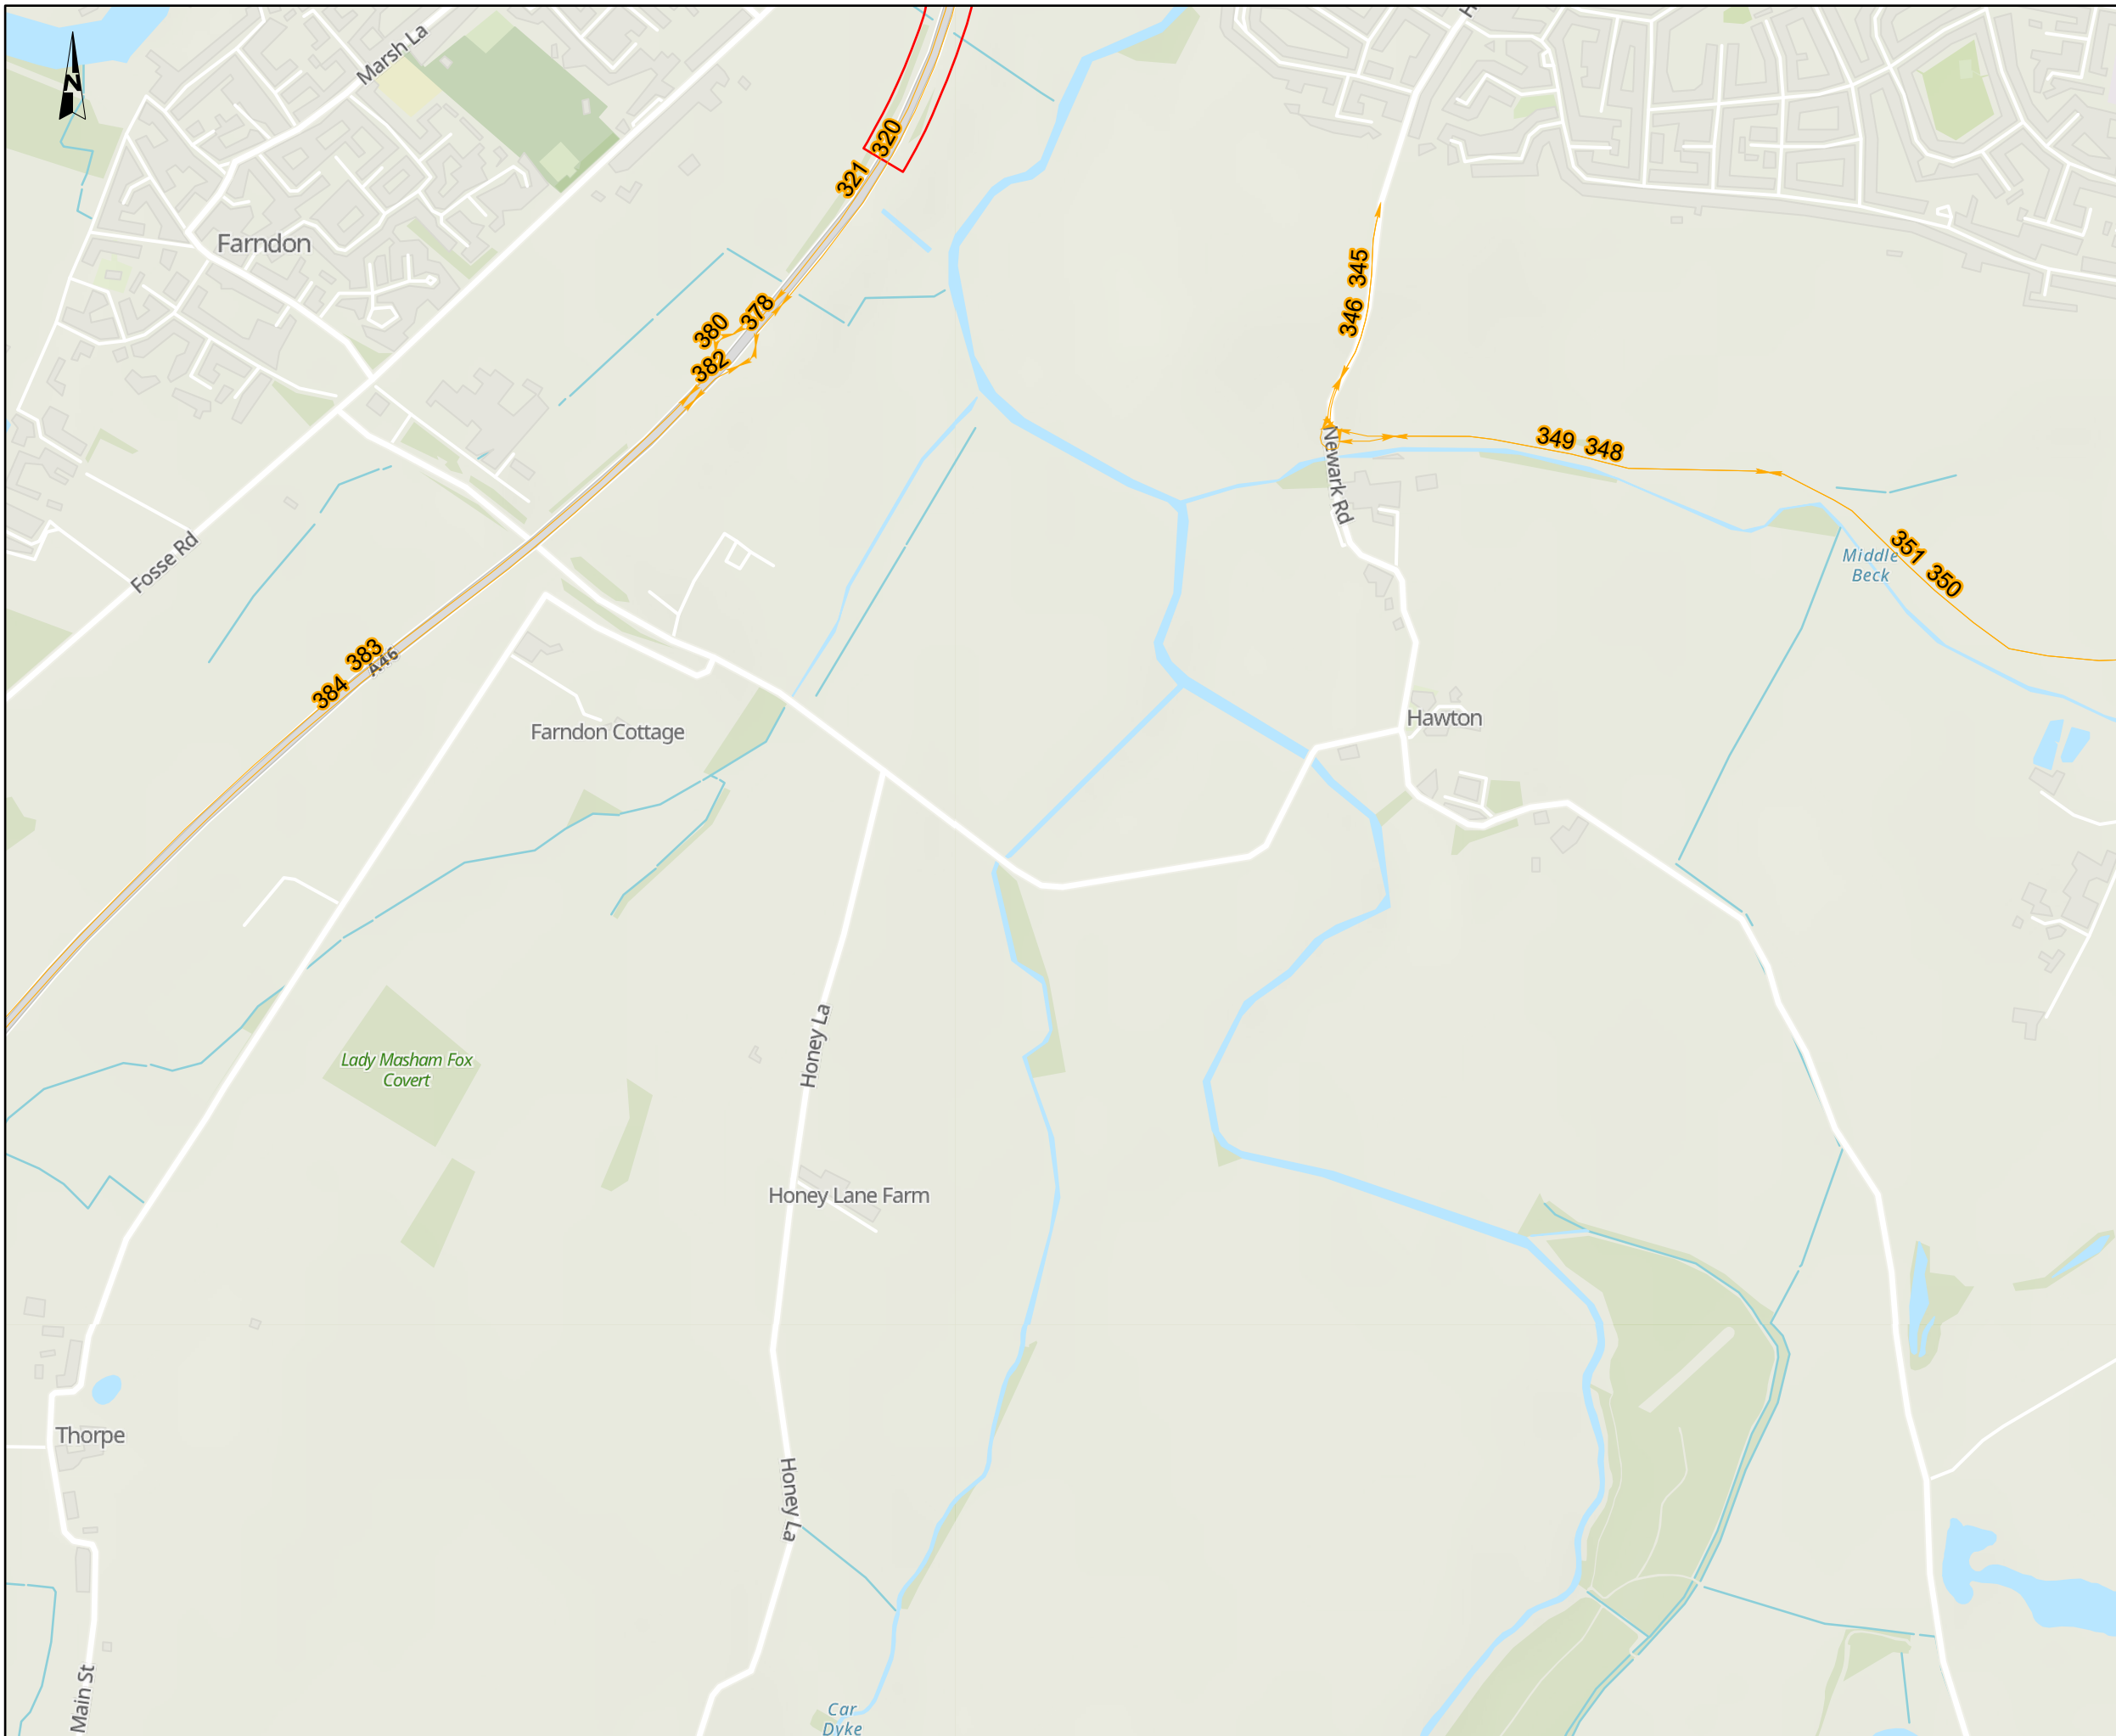 N
Marsh La
320
321
Farndon
345
346
378
380
382
349 348
Newark Rd
Fosse Rd
351 350
Middle
Beck
383
A46
384
Farndon Cottage
Hawton
Honey La
Lady Masham Fox
Covert
Honey Lane Farm
Thorpe
Honey La
Main St
Car
Dyke